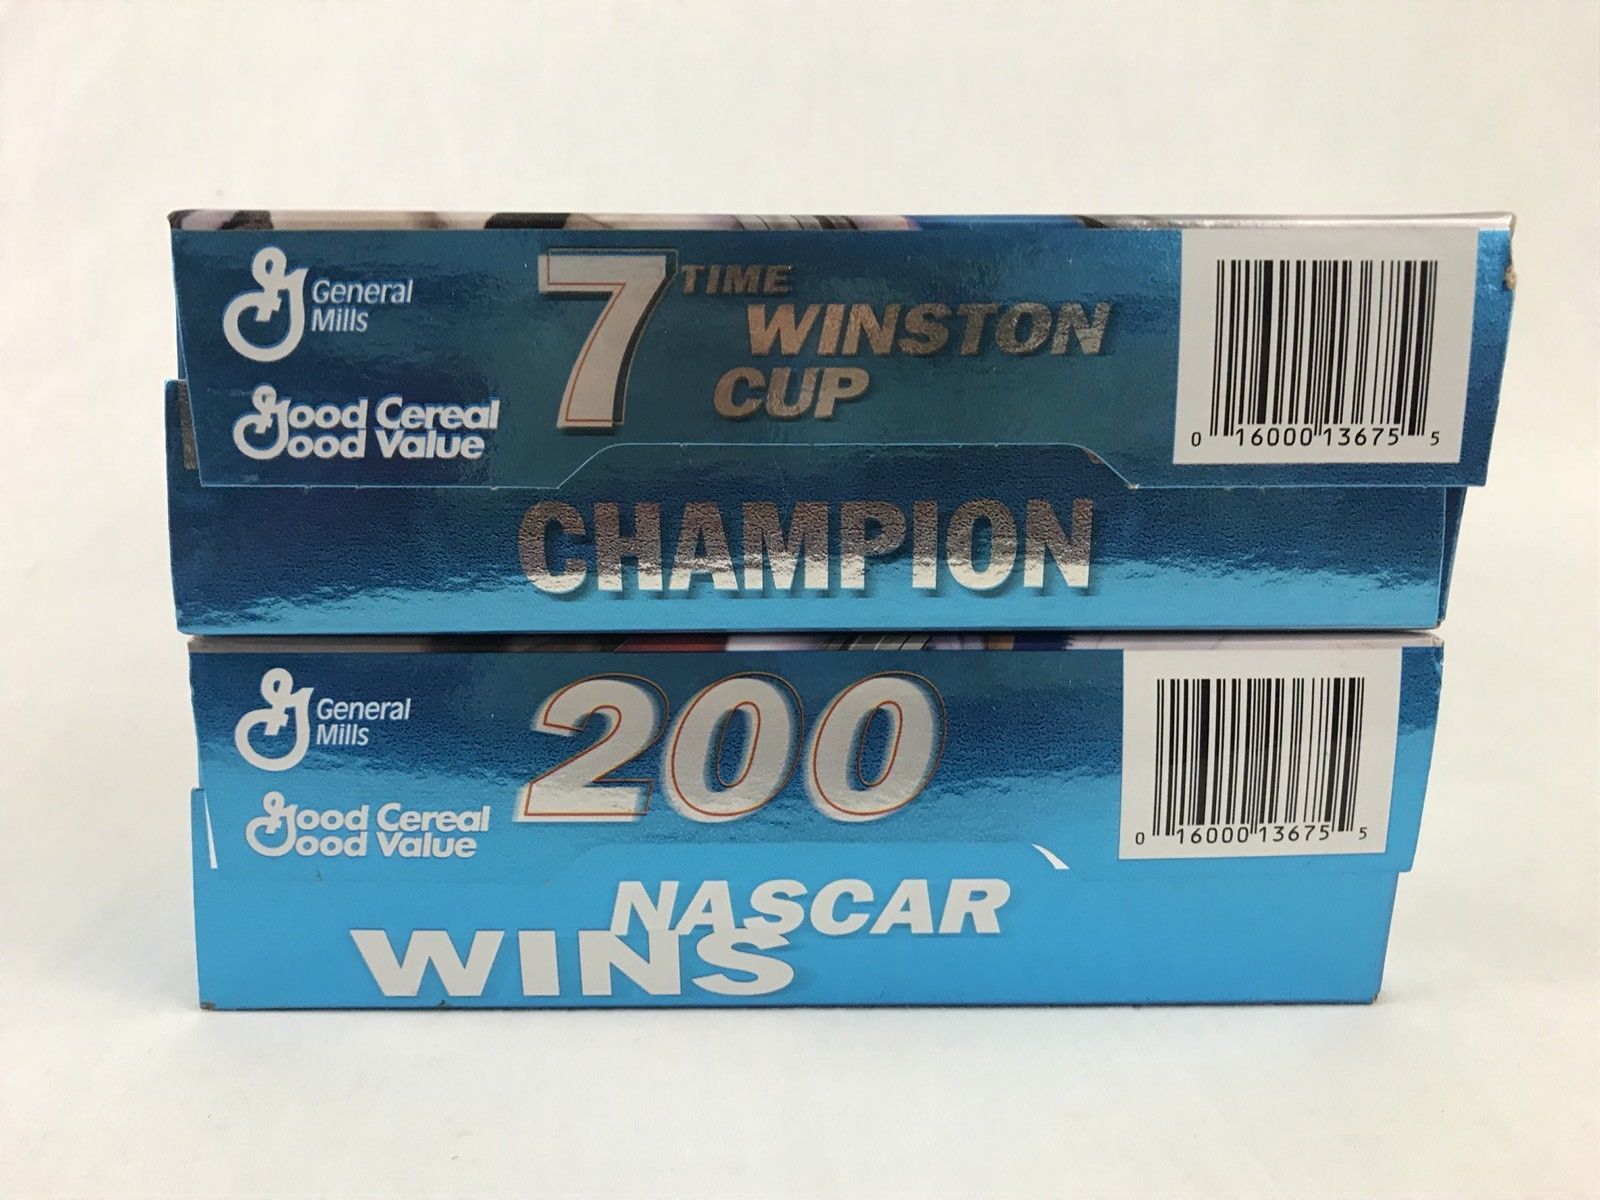 General
Mills
Good Cereal
Good Value
7 TIME
WINSTON
CUP
CHAMPION
0 16000 13675 5
General
Mills
Good Cereal
Good Value
200
NASCAR
WINS
0 16000 13675 5